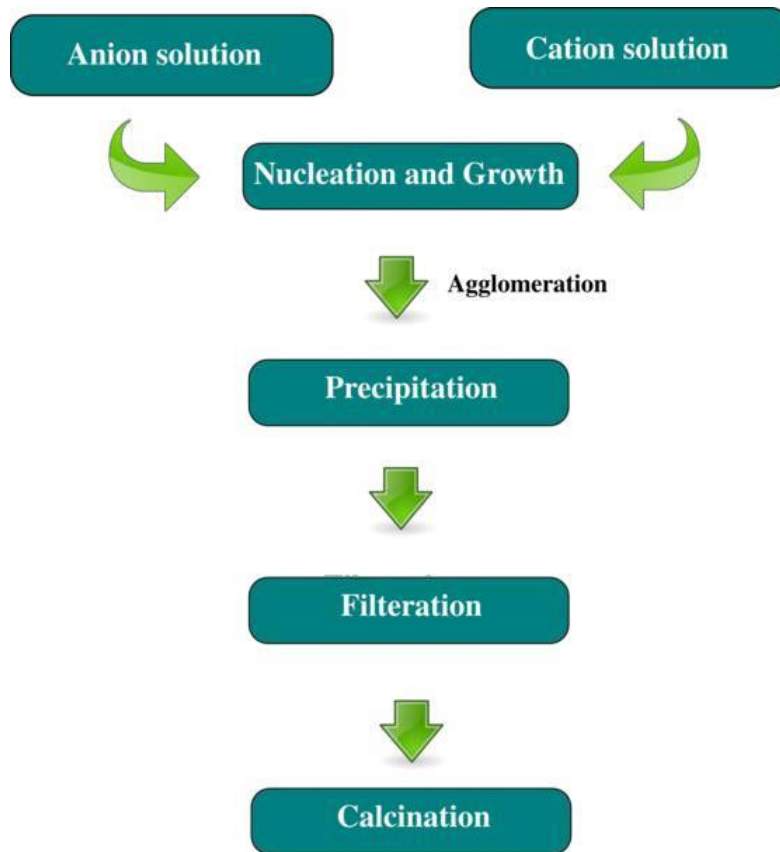 Anion solution
Cation solution
Nucleation and Growth
Agglomeration
Precipitation
Filteration
Calcination